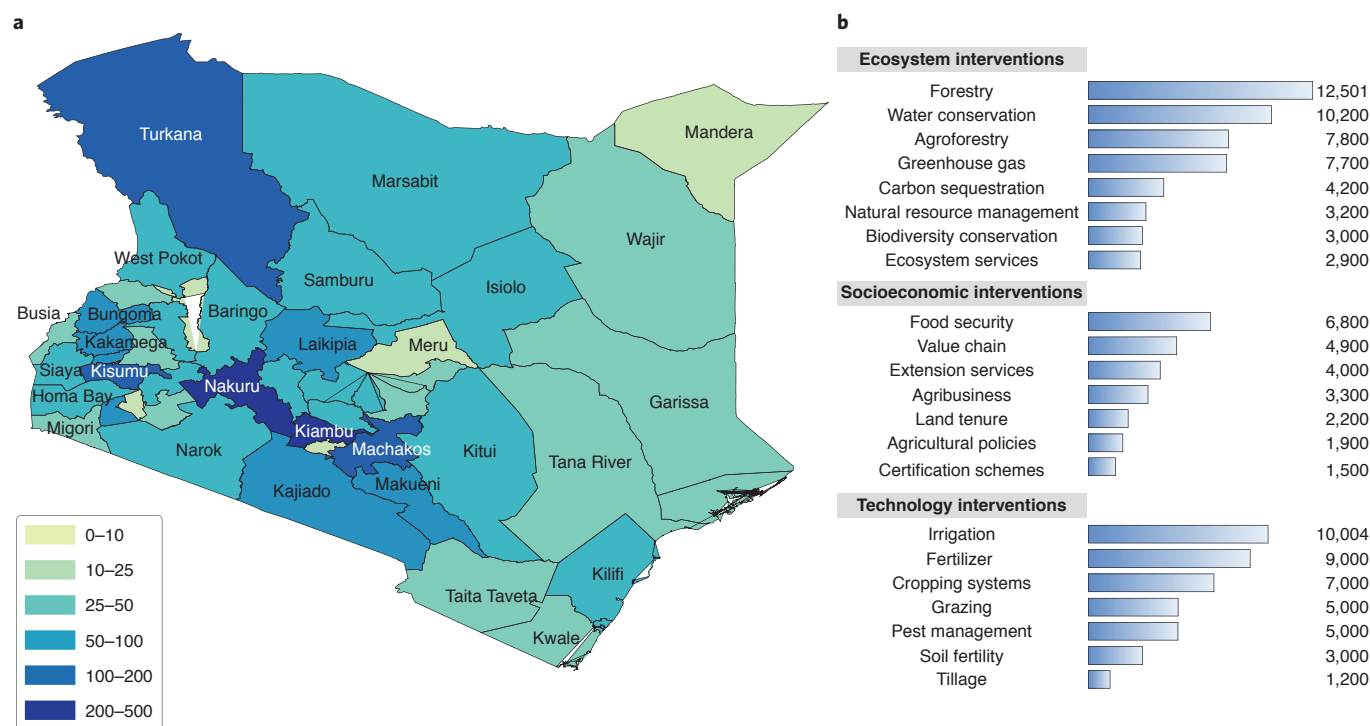 a
Turkana
Mandera
Marsabit
Wajir
West Pokot
Samburu
Isiolo
Busia
Bungoma
Baringo
Kakamega
Laikipia
Meru
Siaya
Kisumu
Nakuru
Homa Bay
Garissa
Migori
Kiambu
Narok
Machakos
Kitui
Tana River
Kajiado
Makueni
Kilifi
Taita Taveta
Kwale
0–10
10–25
25–50
50–100
100–200
200–500
b
Ecosystem interventions
Forestry 12,501
Water conservation 10,200
Agroforestry 7,800
Greenhouse gas 7,700
Carbon sequestration 4,200
Natural resource management 3,200
Biodiversity conservation 3,000
Ecosystem services 2,900
Socioeconomic interventions
Food security 6,800
Value chain 4,900
Extension services 4,000
Agribusiness 3,300
Land tenure 2,200
Agricultural policies 1,900
Certification schemes 1,500
Technology interventions
Irrigation 10,004
Fertilizer 9,000
Cropping systems 7,000
Grazing 5,000
Pest management 5,000
Soil fertility 3,000
Tillage 1,200